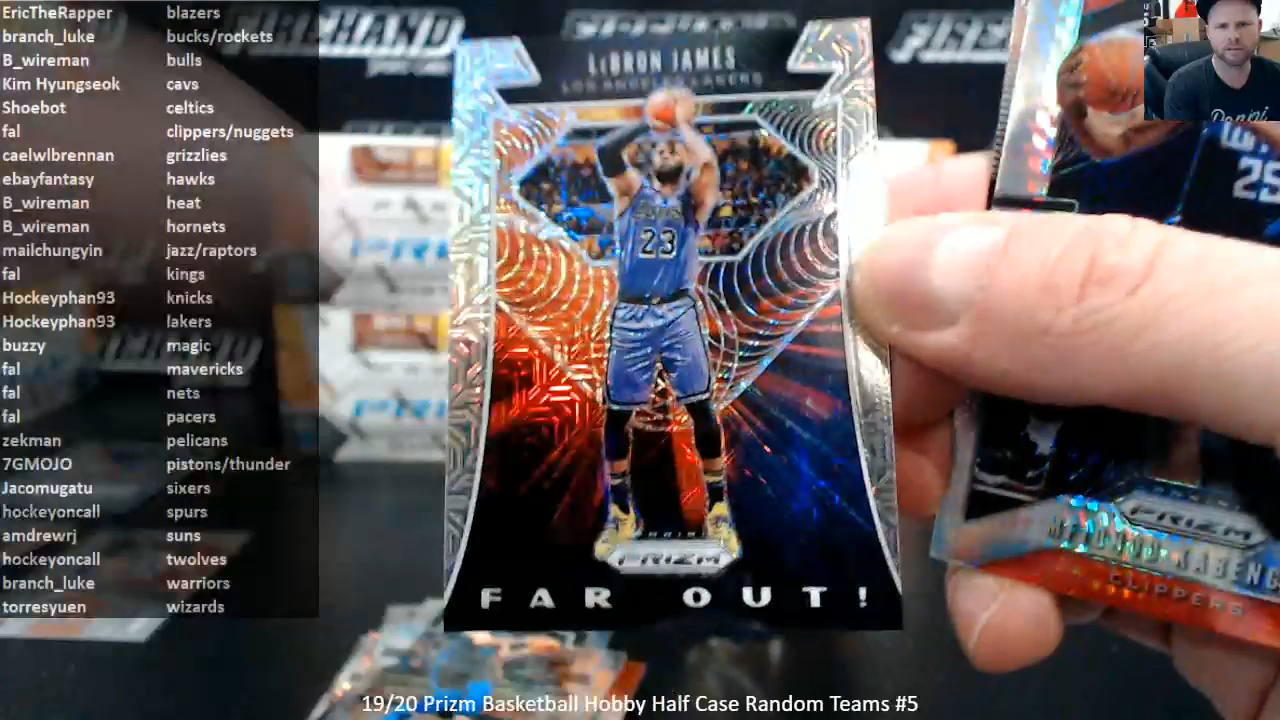 EricTheRapper blazers
branch_luke bucks/rockets
B_wireman bulls
Kim Hyungseok cavs
Shoebot celtics
fal clippers/nuggets
caelwlbrennan grizzlies
ebayfantasy hawks
B_wireman heat
B_wireman hornets
mailchungyin jazz/raptors
fal kings
Hockeyphan93 knicks
Hockeyphan93 lakers
buzzy magic
fal mavericks
fal nets
fal pacers
zekman pelicans
7GMOJO pistons/thunder
Jacomugatu sixers
hockeyoncall spurs
amdrewrj suns
hockeyoncall twolves
branch_luke warriors
torresyuen wizards
LeBRON JAMES
LOS ANGELES LAKERS
23
PANINI
PRIZM
FAR OUT!
25
PRIZM
CLIPPERS
19/20 Prizm Basketball Hobby Half Case Random Teams #5